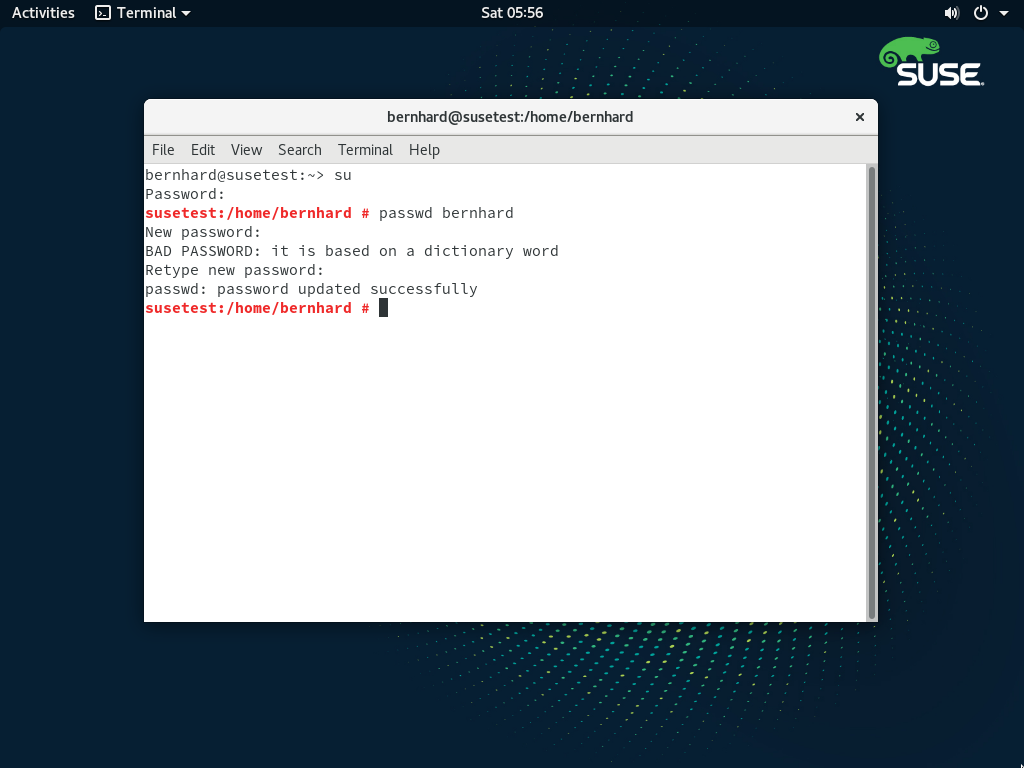 Activities Terminal Sat 05:56
SUSE
bernhard@susetest:/home/bernhard ×
File Edit View Search Terminal Help
bernhard@susetest:~> su
Password:
susetest:/home/bernhard # passwd bernhard
New password:
BAD PASSWORD: it is based on a dictionary word
Retype new password:
passwd: password updated successfully
susetest:/home/bernhard #